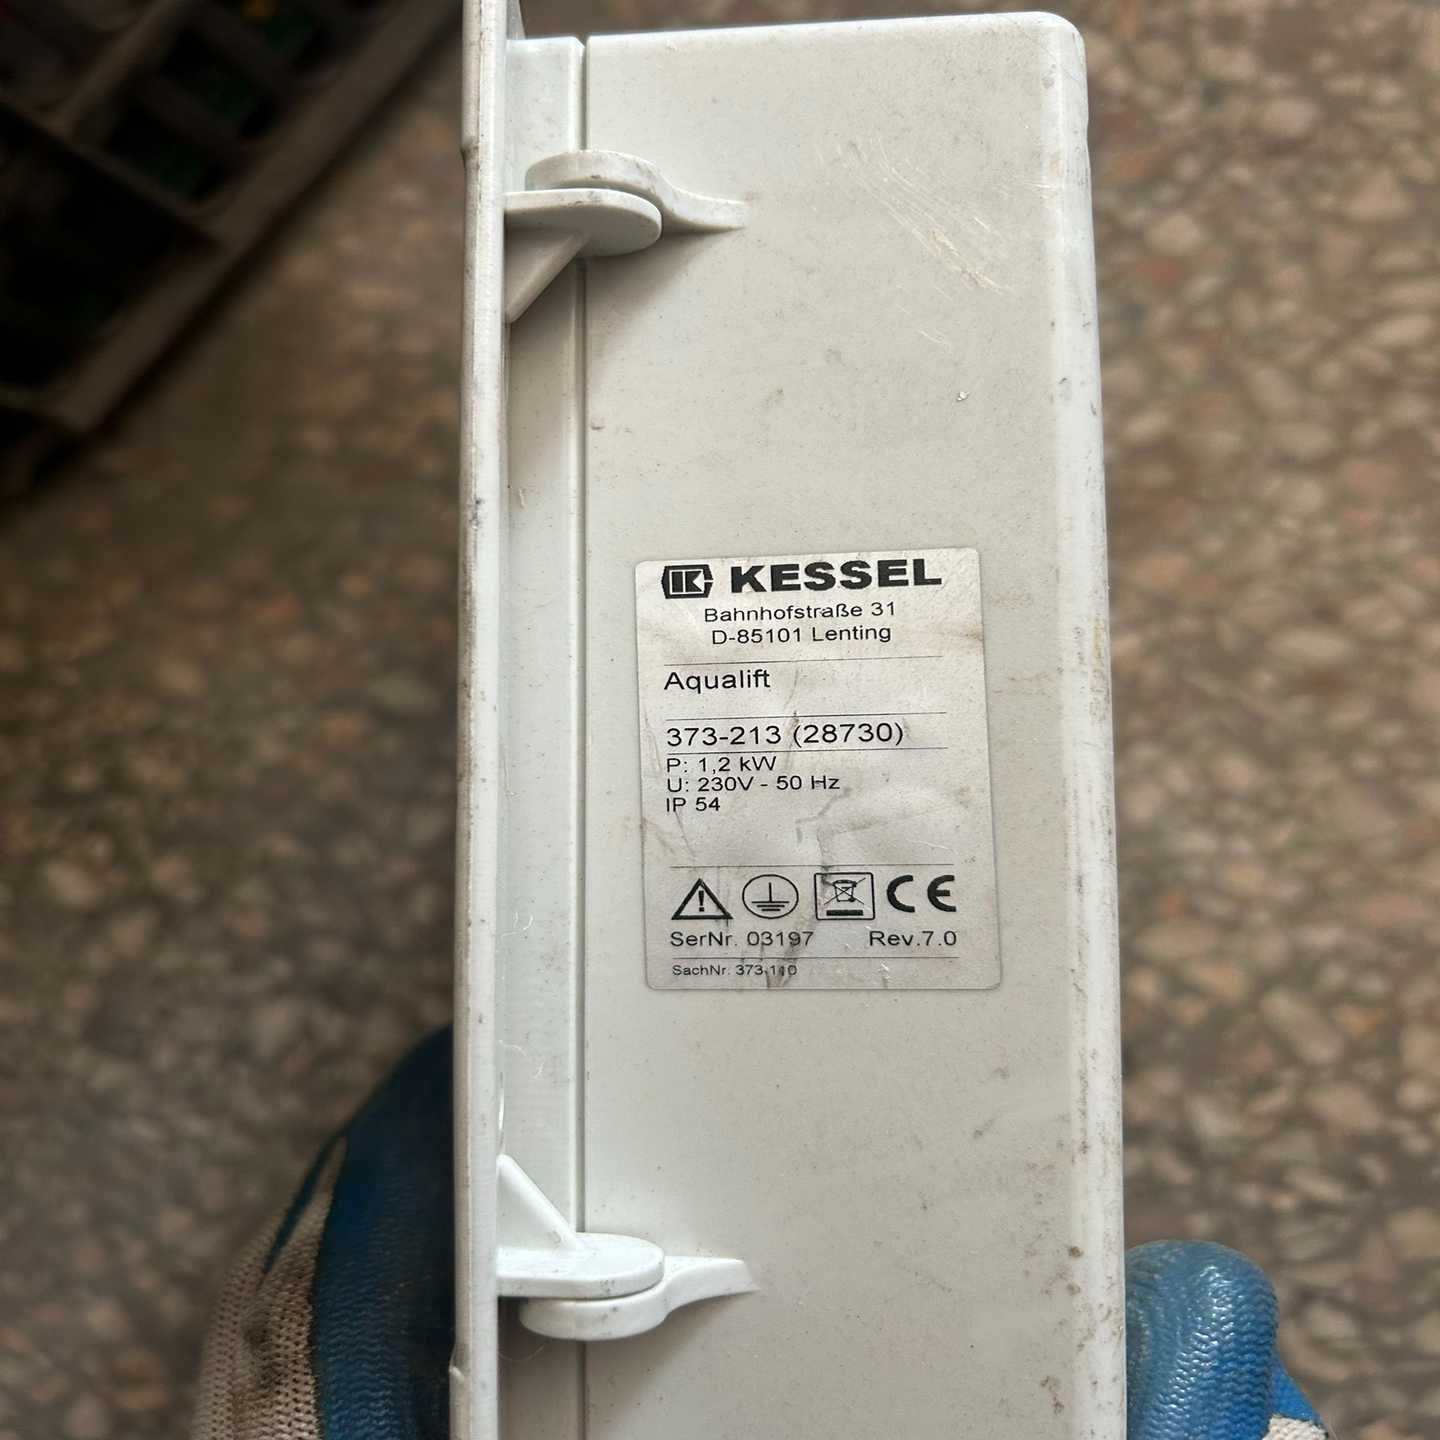 KESSEL
Bahnhofstraße 31
D-85101 Lenting
Aqualift
373-213 (28730)
P: 1,2 kW
U: 230V - 50 Hz
IP 54
CE
SerNr. 03197 Rev.7.0
SachNr. 373-110